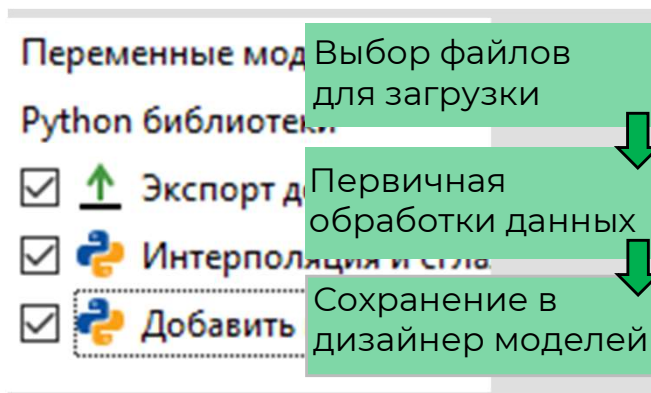 Переменные мод
Python библиотеки
Экспорт д
Интерполяция и сгла
Добавить
Выбор файлов
для загрузки
Первичная
обработки данных
Сохранение в
дизайнер моделей